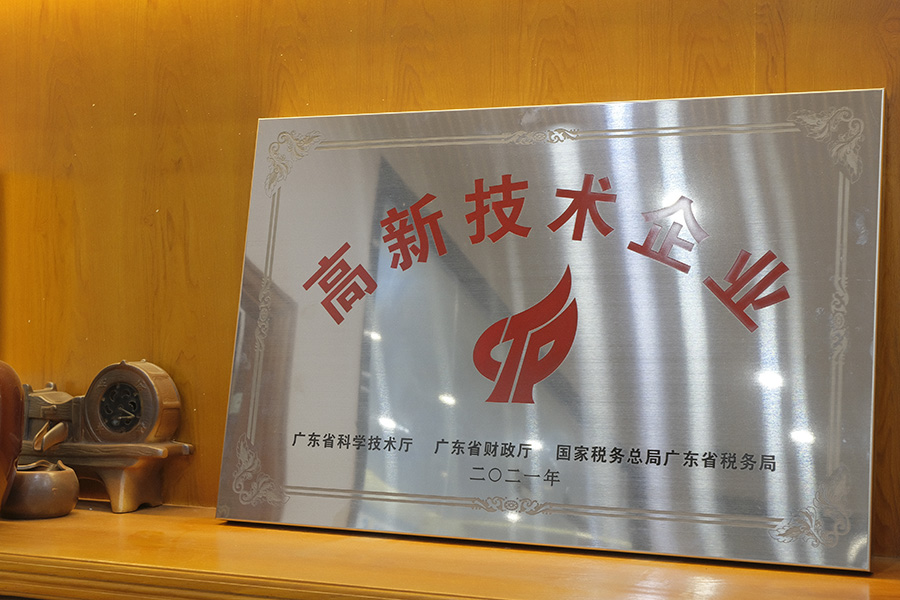 高新技术企业
广东省科学技术厅 广东省财政厅 国家税务总局广东省税务局
二〇二一年